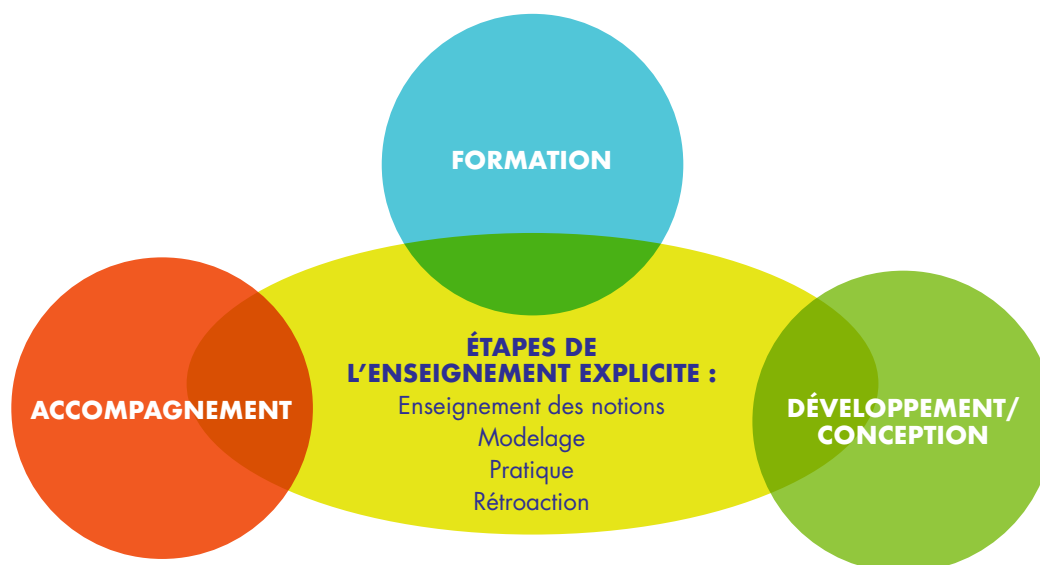 FORMATION
ÉTAPES DE
L'ENSEIGNEMENT EXPLICITE :
Enseignement des notions
Modelage
Pratique
Rétroaction
ACCOMPAGNEMENT
DÉVELOPPEMENT/
CONCEPTION